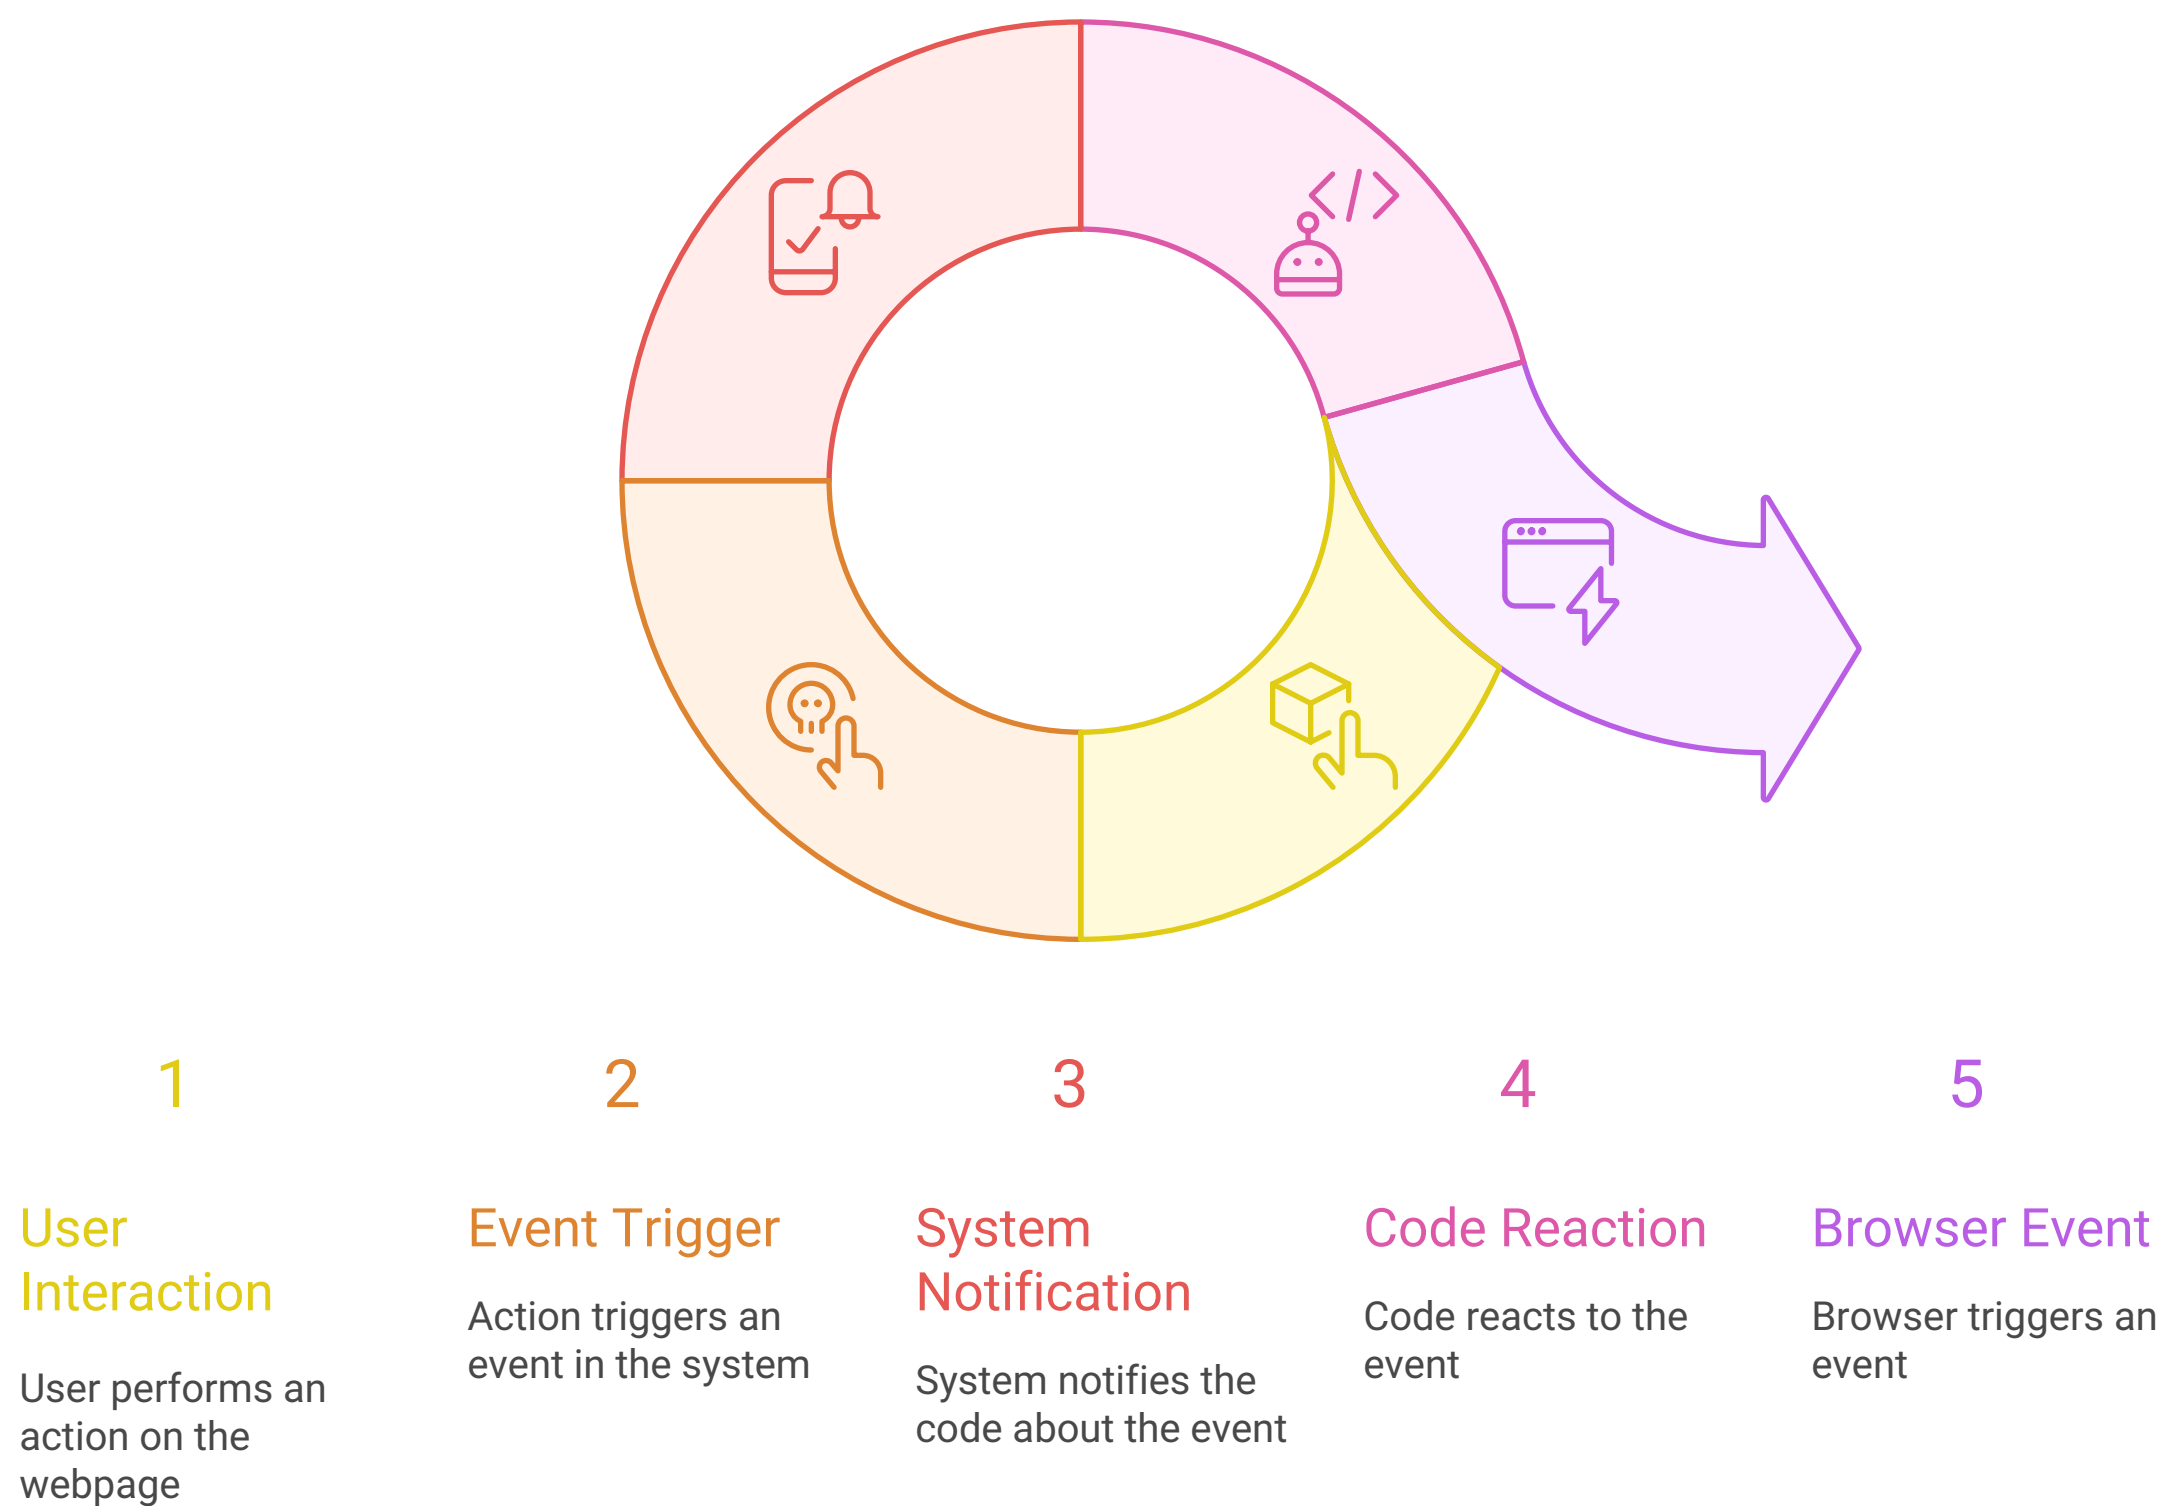 1
User
Interaction
User performs an
action on the
webpage
2
Event Trigger
Action triggers an
event in the system
3
System
Notification
System notifies the
code about the event
4
Code Reaction
Code reacts to the
event
5
Browser Event
Browser triggers an
event